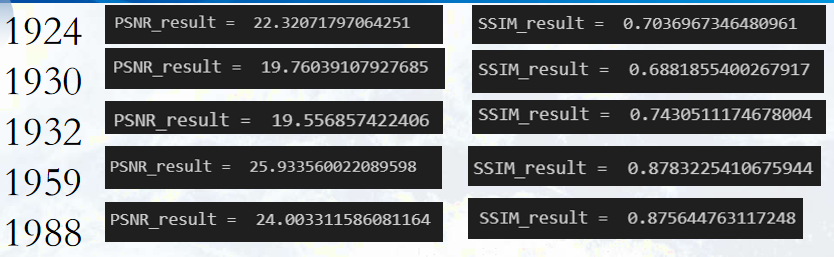 1924 PSNR_result = 22.32071797064251 SSIM_result = 0.7036967346480961
1930 PSNR_result = 19.76039107927685 SSIM_result = 0.6881855400267917
1932 PSNR_result = 19.556857422406 SSIM_result = 0.7430511174678004
1959 PSNR_result = 25.933560022089598 SSIM_result = 0.8783225410675944
1988 PSNR_result = 24.003311586081164 SSIM_result = 0.875644763117248